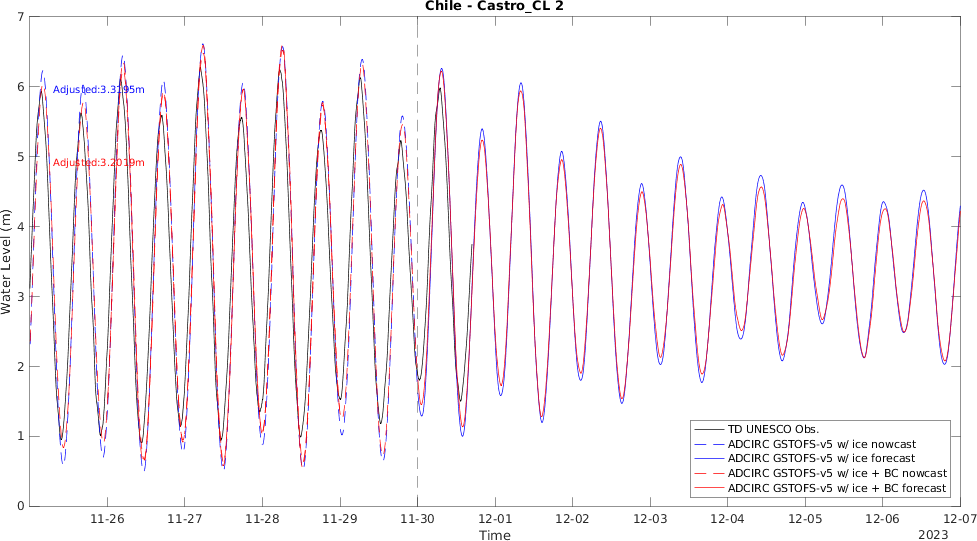 Chile - Castro_CL 2
7
6
5
4
3
2
1
0
Water Level (m)
Adjusted:3.3195m
Adjusted:3.2019m
TD UNESCO Obs.
ADCIRC GSTOFS-v5 w/ ice nowcast
ADCIRC GSTOFS-v5 w/ ice forecast
ADCIRC GSTOFS-v5 w/ ice + BC nowcast
ADCIRC GSTOFS-v5 w/ ice + BC forecast
11-26 11-27 11-28 11-29 11-30 12-01 12-02 12-03 12-04 12-05 12-06 12-07
Time
2023